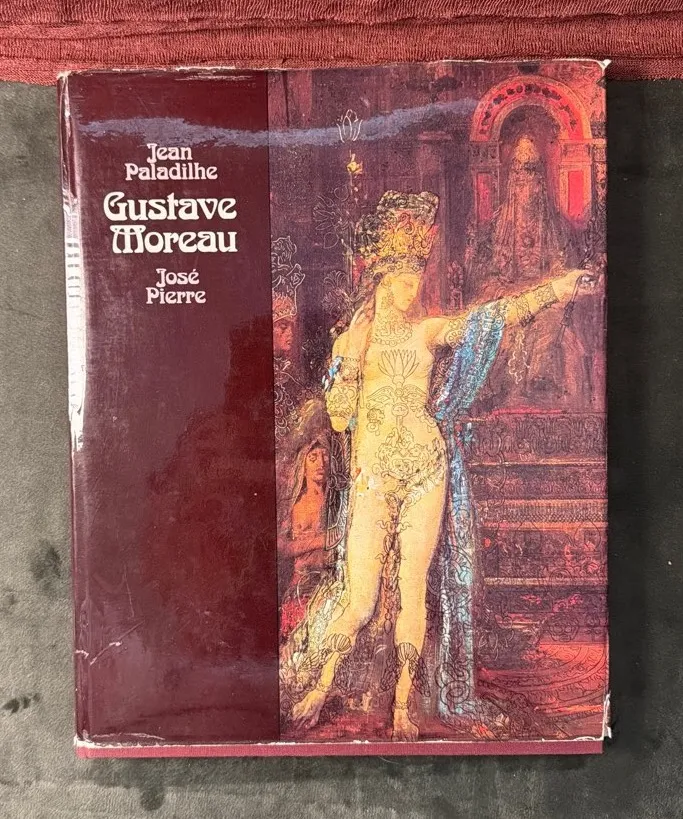 Jean
Paladilhe
Gustave
Moreau
José
Pierre